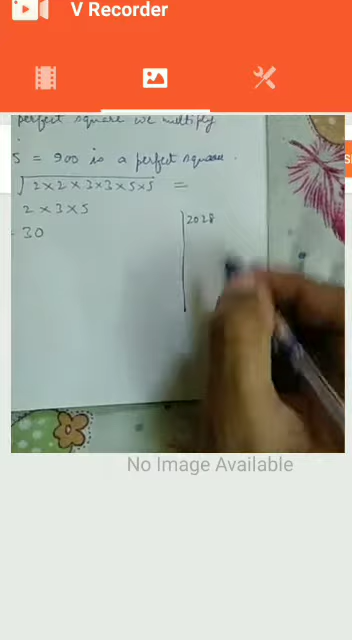 V Recorder
perfect square we multiply
5 = 900 is a perfect square.
√2×2×3×3×5×5 =
2×3×5
= 30
2028
No Image Available